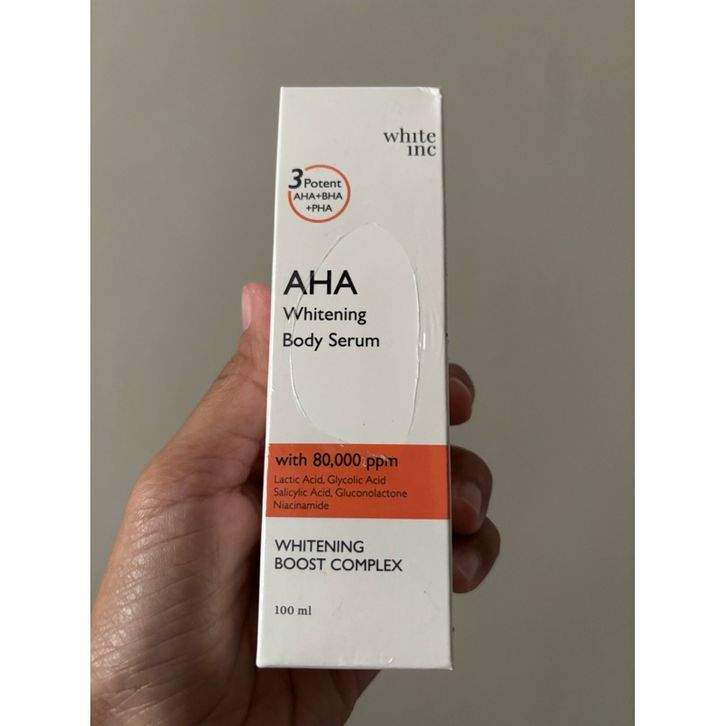 white
inc
3 Potent
AHA+BHA
+PHA
AHA
Whitening
Body Serum
with 80,000 ppm
Lactic Acid, Glycolic Acid
Salicylic Acid, Gluconolactone
Niacinamide
WHITENING
BOOST COMPLEX
100 ml